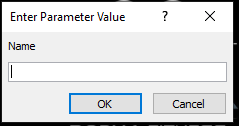 Enter Parameter Value ? ×
Name
OK Cancel